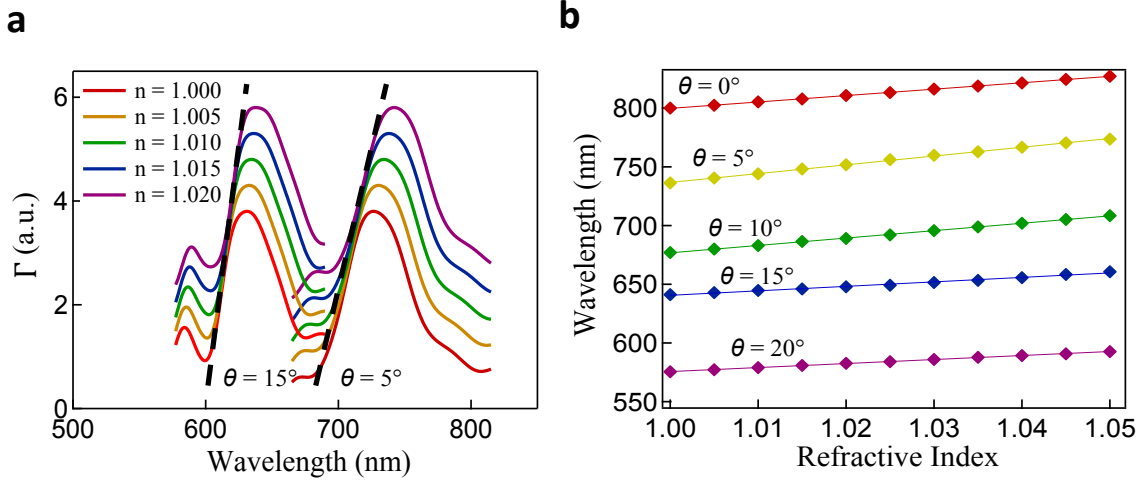 a
Γ (a.u.)
6
4
2
0
n = 1.000
n = 1.005
n = 1.010
n = 1.015
n = 1.020
θ = 15°
θ = 5°
500
600
700
800
Wavelength (nm)
b
Wavelength (nm)
800
750
700
650
600
550
θ = 0°
θ = 5°
θ = 10°
θ = 15°
θ = 20°
1.00
1.01
1.02
1.03
1.04
1.05
Refractive Index